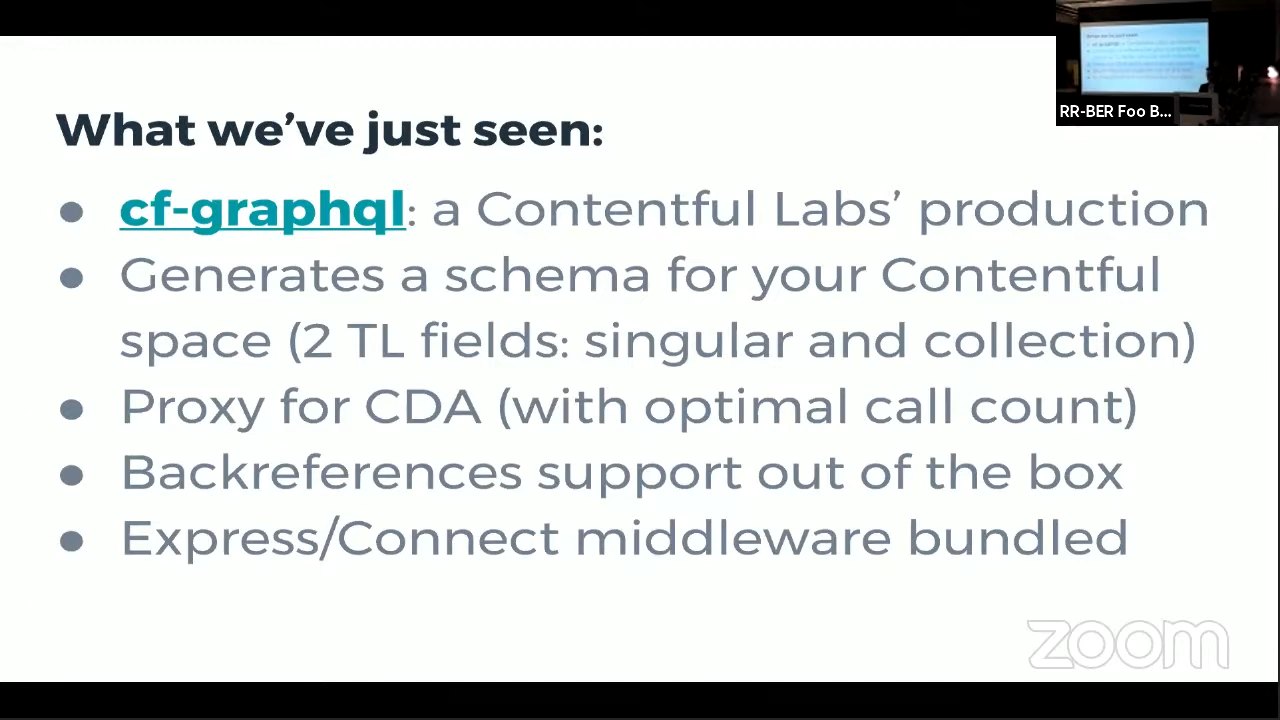 What we’ve just seen:
● cf-graphql: a Contentful Labs’ production
● Generates a schema for your Contentful
space (2 TL fields: singular and collection)
● Proxy for CDA (with optimal call count)
● Backreferences support out of the box
● Express/Connect middleware bundled
RR-BER Foo B...
zoom